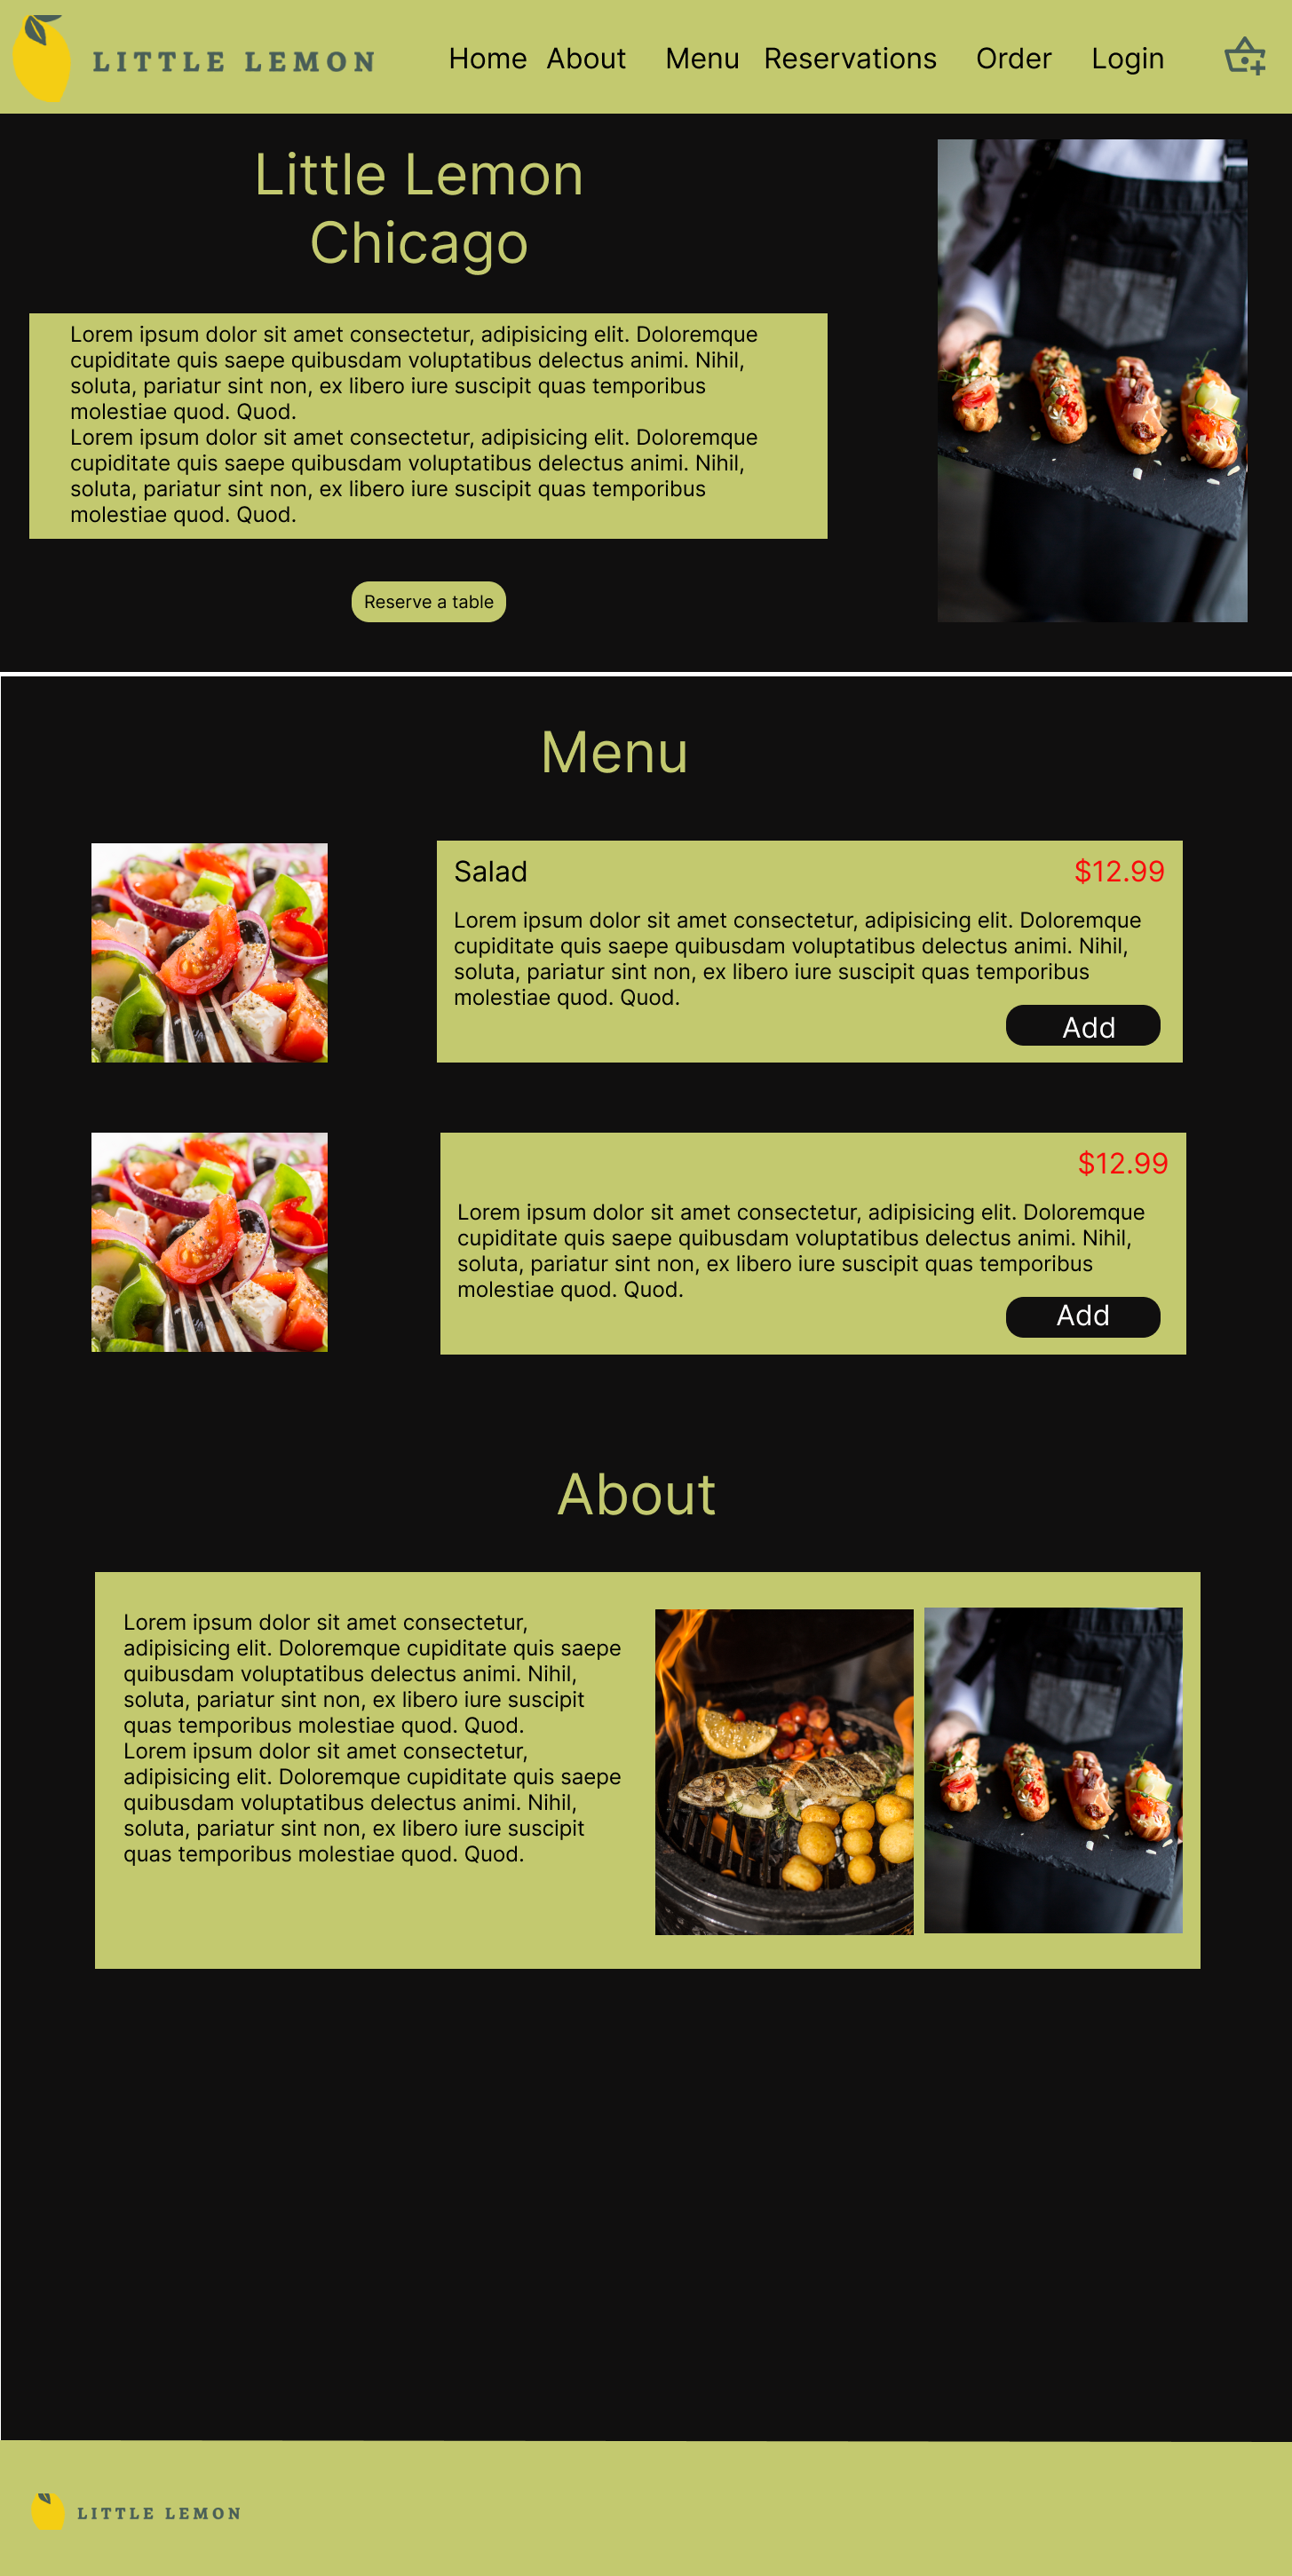 LITTLE LEMON
Home About Menu Reservations Order Login
Little Lemon
Chicago
Lorem ipsum dolor sit amet consectetur, adipisicing elit. Doloremque
cupiditate quis saepe quibusdam voluptatibus delectus animi. Nihil,
soluta, pariatur sint non, ex libero iure suscipit quas temporibus
molestiae quod. Quod.
Lorem ipsum dolor sit amet consectetur, adipisicing elit. Doloremque
cupiditate quis saepe quibusdam voluptatibus delectus animi. Nihil,
soluta, pariatur sint non, ex libero iure suscipit quas temporibus
molestiae quod. Quod.
Reserve a table
Menu
Salad $12.99
Lorem ipsum dolor sit amet consectetur, adipisicing elit. Doloremque
cupiditate quis saepe quibusdam voluptatibus delectus animi. Nihil,
soluta, pariatur sint non, ex libero iure suscipit quas temporibus
molestiae quod. Quod.
Add
$12.99
Lorem ipsum dolor sit amet consectetur, adipisicing elit. Doloremque
cupiditate quis saepe quibusdam voluptatibus delectus animi. Nihil,
soluta, pariatur sint non, ex libero iure suscipit quas temporibus
molestiae quod. Quod.
Add
About
Lorem ipsum dolor sit amet consectetur,
adipisicing elit. Doloremque cupiditate quis saepe
quibusdam voluptatibus delectus animi. Nihil,
soluta, pariatur sint non, ex libero iure suscipit
quas temporibus molestiae quod. Quod.
Lorem ipsum dolor sit amet consectetur,
adipisicing elit. Doloremque cupiditate quis saepe
quibusdam voluptatibus delectus animi. Nihil,
soluta, pariatur sint non, ex libero iure suscipit
quas temporibus molestiae quod. Quod.
LITTLE LEMON